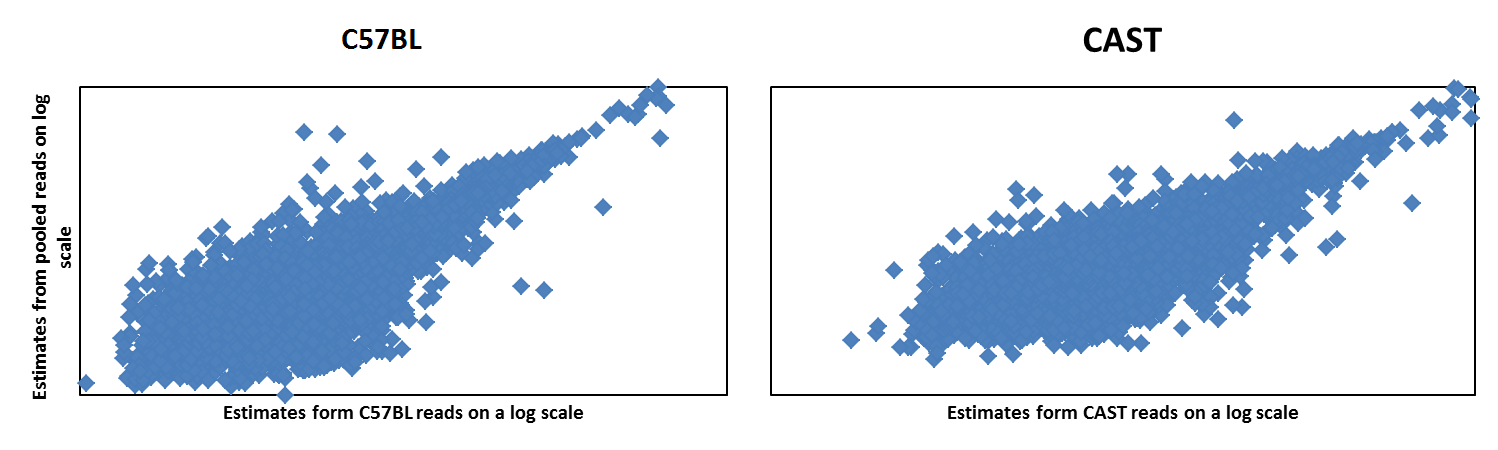 C57BL
CAST
Estimates from pooled reads on log
scale
Estimates form C57BL reads on a log scale
Estimates form CAST reads on a log scale